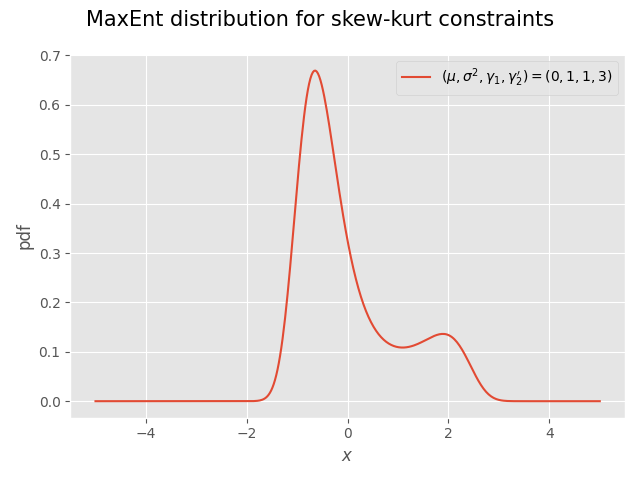 MaxEnt distribution for skew-kurt constraints
(μ, σ², γ₁, γ₂′) = (0, 1, 1, 3)
0.7
0.6
0.5
0.4
0.3
0.2
0.1
0.0
pdf
−4 −2 0 2 4
x